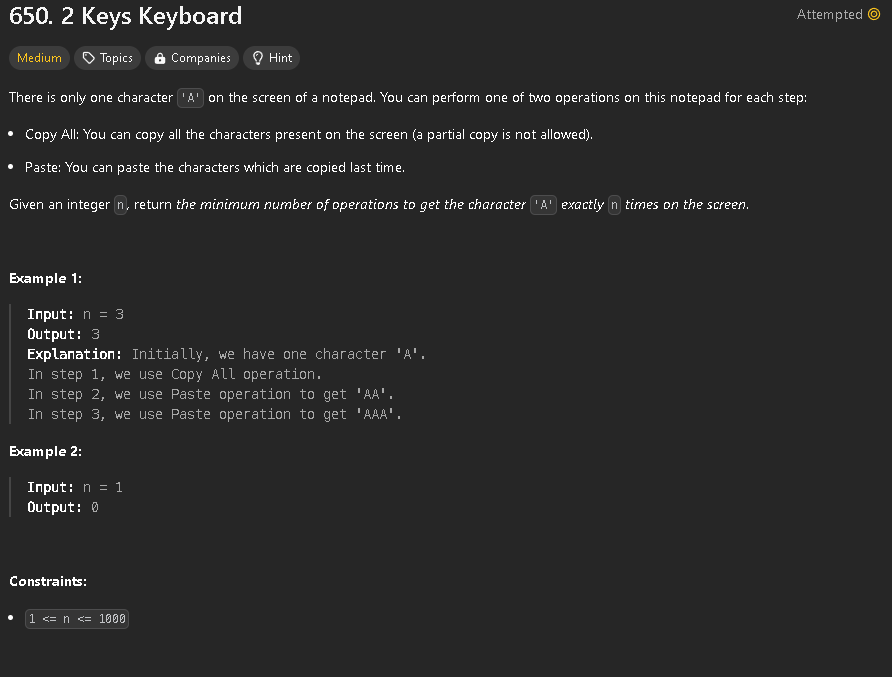 650. 2 Keys Keyboard
Attempted
Medium Topics Companies Hint
There is only one character 'A' on the screen of a notepad. You can perform one of two operations on this notepad for each step:
• Copy All: You can copy all the characters present on the screen (a partial copy is not allowed).
• Paste: You can paste the characters which are copied last time.
Given an integer n, return the minimum number of operations to get the character 'A' exactly n times on the screen.
Example 1:
Input: n = 3
Output: 3
Explanation: Initially, we have one character 'A'.
In step 1, we use Copy All operation.
In step 2, we use Paste operation to get 'AA'.
In step 3, we use Paste operation to get 'AAA'.
Example 2:
Input: n = 1
Output: 0
Constraints:
• 1 <= n <= 1000